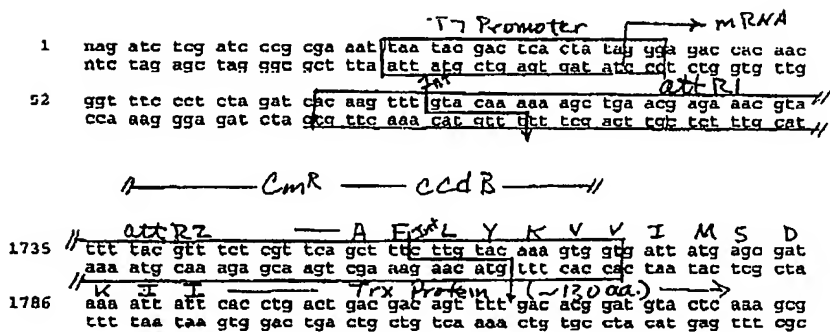 T7 Promoter mRNA
1 nag atc tcg atc ccg cga aat taa tac gac tca cta tag gga gac cac aac
ntc tag agc tag ggc gct tta att atg ctg agt gat atc cct ctg gtg ttg
Int attR1
52 ggt ttc cct cta gat cac aag ttt gta caa aaa agc tga acg aga aac gta
cca aag gga gat cta gtg ttc aaa cat gtt ttt tcg act tgc tct ttg cat
CmR ccdB
attR2 A F Int L Y K V V I M S D
1735 ttt tac gtt tct cgt tca gct ttc ttg tac aaa gtg gtg att atg agc gat
aaa atg caa aga gca agt cga aag aac atg ttt cac cac taa tac tcg cta
K I I Trx Protein (~120 aa.)
1786 aaa att att cac ctg act gac gac agt ttt gac acg gat gta ctc aaa gcg
ttt taa taa gtg gac tga ctg ctg tca aaa ctg tgc cta cat gag ttt cgc